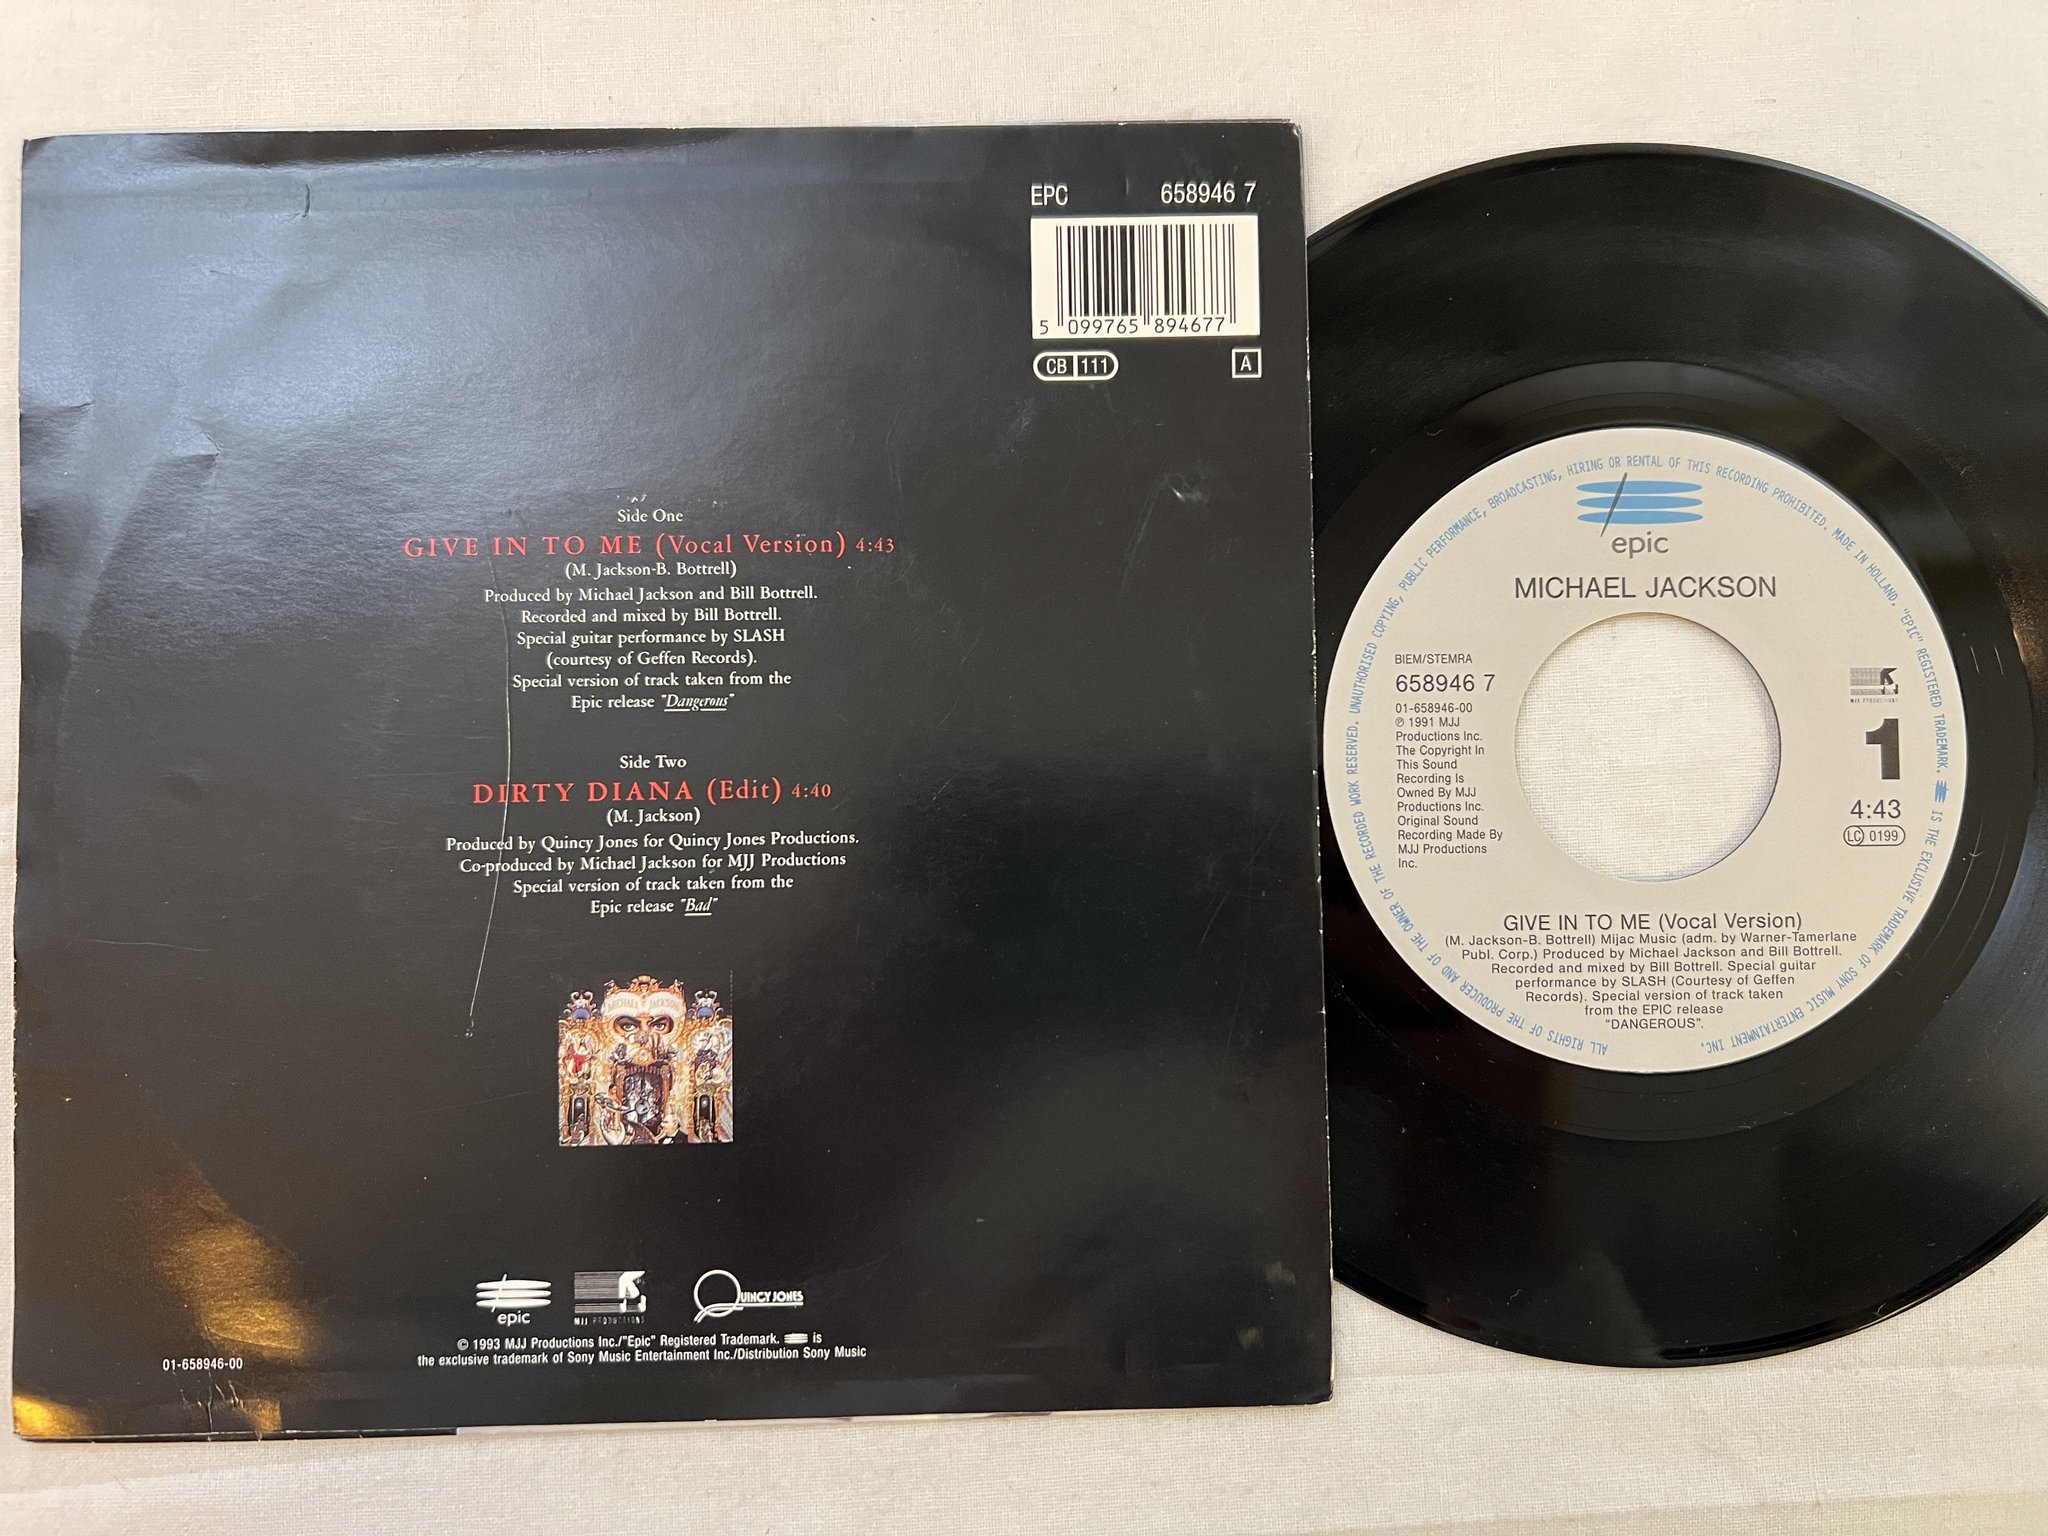 EPC 658946 7
5 099765 894677
CB 111
A
Side One
GIVE IN TO ME (Vocal Version) 4:43
(M. Jackson-B. Bottrell)
Produced by Michael Jackson and Bill Bottrell.
Recorded and mixed by Bill Bottrell.
Special guitar performance by SLASH
(courtesy of Geffen Records).
Special version of track taken from the
Epic release "Dangerous"
Side Two
DIRTY DIANA (Edit) 4:40
(M. Jackson)
Produced by Quincy Jones for Quincy Jones Productions.
Co-produced by Michael Jackson for MJJ Productions
Special version of track taken from the
Epic release "Bad"
MICHAEL JACKSON
DANGEROUS
epic
MJJ PRODUCTIONS
QUINCY JONES
© 1993 MJJ Productions Inc./"Epic" Registered Trademark. is
the exclusive trademark of Sony Music Entertainment Inc./Distribution Sony Music
01-658946-00
ALL RIGHTS OF THE PRODUCER AND OF THE OWNER OF THE RECORDED WORK RESERVED. UNAUTHORISED COPYING, PUBLIC PERFORMANCE, BROADCASTING, HIRING OR RENTAL OF THIS RECORDING PROHIBITED. MADE IN HOLLAND. "EPIC" REGISTERED TRADEMARK. IS THE EXCLUSIVE TRADEMARK OF SONY MUSIC ENTERTAINMENT INC.
epic
MICHAEL JACKSON
BIEM/STEMRA
658946 7
01-658946-00
℗ 1991 MJJ
Productions Inc.
The Copyright In
This Sound
Recording Is
Owned By MJJ
Productions Inc.
Original Sound
Recording Made By
MJJ Productions
Inc.
MJJ PRODUCTIONS
1
4:43
LC 0199
GIVE IN TO ME (Vocal Version)
(M. Jackson-B. Bottrell) Mijac Music (adm. by Warner-Tamerlane
Publ. Corp.) Produced by Michael Jackson and Bill Bottrell.
Recorded and mixed by Bill Bottrell. Special guitar
performance by SLASH (Courtesy of Geffen
Records). Special version of track taken
from the EPIC release
"DANGEROUS".